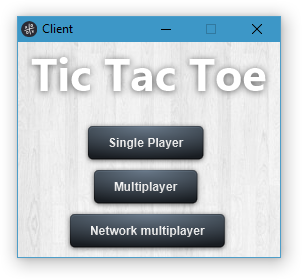 Client
Tic Tac Toe
Single Player
Multiplayer
Network multiplayer